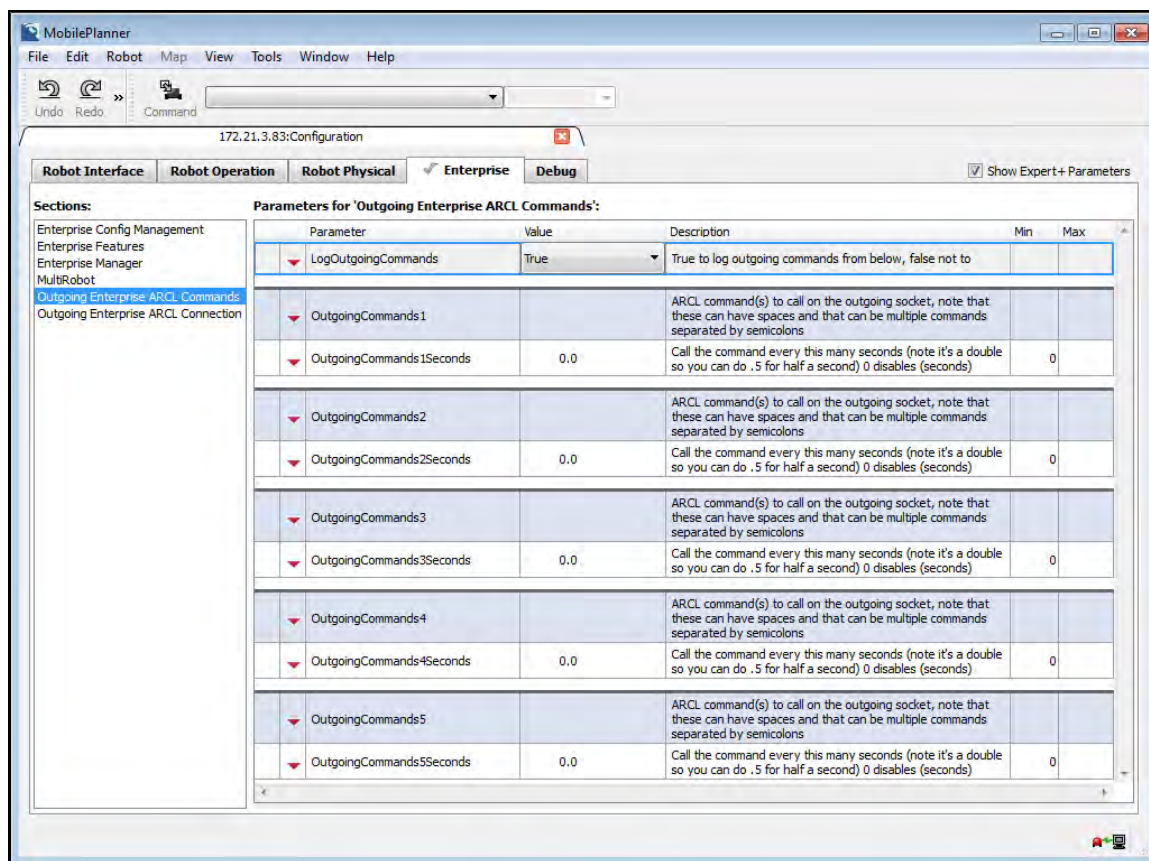 MobilePlanner
File Edit Robot Map View Tools Window Help
Undo Redo » Command
172.21.3.83:Configuration
Robot Interface Robot Operation Robot Physical Enterprise Debug Show Expert+ Parameters
Sections:
Enterprise Config Management
Enterprise Features
Enterprise Manager
MultiRobot
Outgoing Enterprise ARCL Commands
Outgoing Enterprise ARCL Connection
Parameters for 'Outgoing Enterprise ARCL Commands':
Parameter Value Description Min Max
LogOutgoingCommands True True to log outgoing commands from below, false not to
OutgoingCommands1
ARCL command(s) to call on the outgoing socket, note that
these can have spaces and that can be multiple commands
separated by semicolons
OutgoingCommands1Seconds 0.0
Call the command every this many seconds (note it's a double
so you can do .5 for half a second) 0 disables (seconds)
0
OutgoingCommands2
ARCL command(s) to call on the outgoing socket, note that
these can have spaces and that can be multiple commands
separated by semicolons
OutgoingCommands2Seconds 0.0
Call the command every this many seconds (note it's a double
so you can do .5 for half a second) 0 disables (seconds)
0
OutgoingCommands3
ARCL command(s) to call on the outgoing socket, note that
these can have spaces and that can be multiple commands
separated by semicolons
OutgoingCommands3Seconds 0.0
Call the command every this many seconds (note it's a double
so you can do .5 for half a second) 0 disables (seconds)
0
OutgoingCommands4
ARCL command(s) to call on the outgoing socket, note that
these can have spaces and that can be multiple commands
separated by semicolons
OutgoingCommands4Seconds 0.0
Call the command every this many seconds (note it's a double
so you can do .5 for half a second) 0 disables (seconds)
0
OutgoingCommands5
ARCL command(s) to call on the outgoing socket, note that
these can have spaces and that can be multiple commands
separated by semicolons
OutgoingCommands5Seconds 0.0
Call the command every this many seconds (note it's a double
so you can do .5 for half a second) 0 disables (seconds)
0